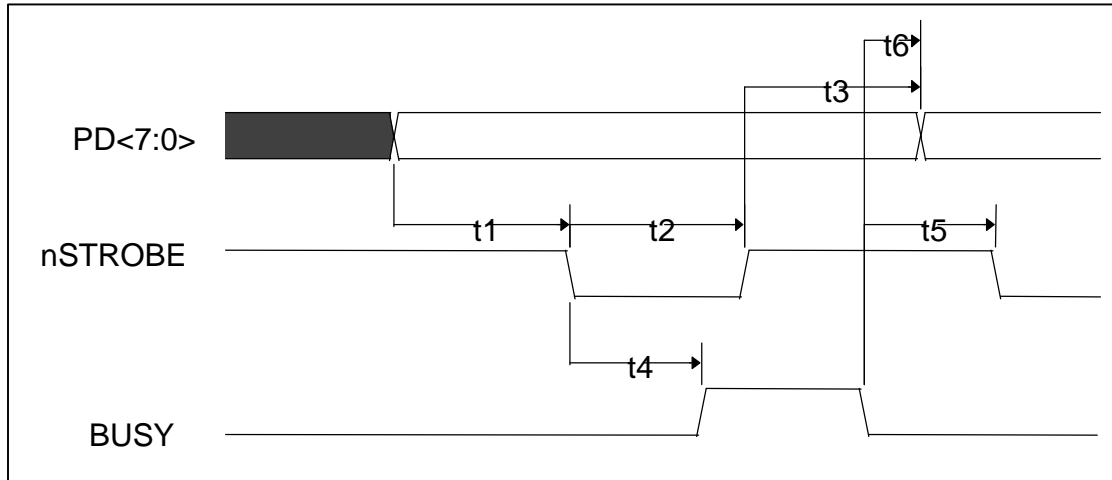 t6
t3
PD<7:0>
t1 t2 t5
nSTROBE
t4
BUSY